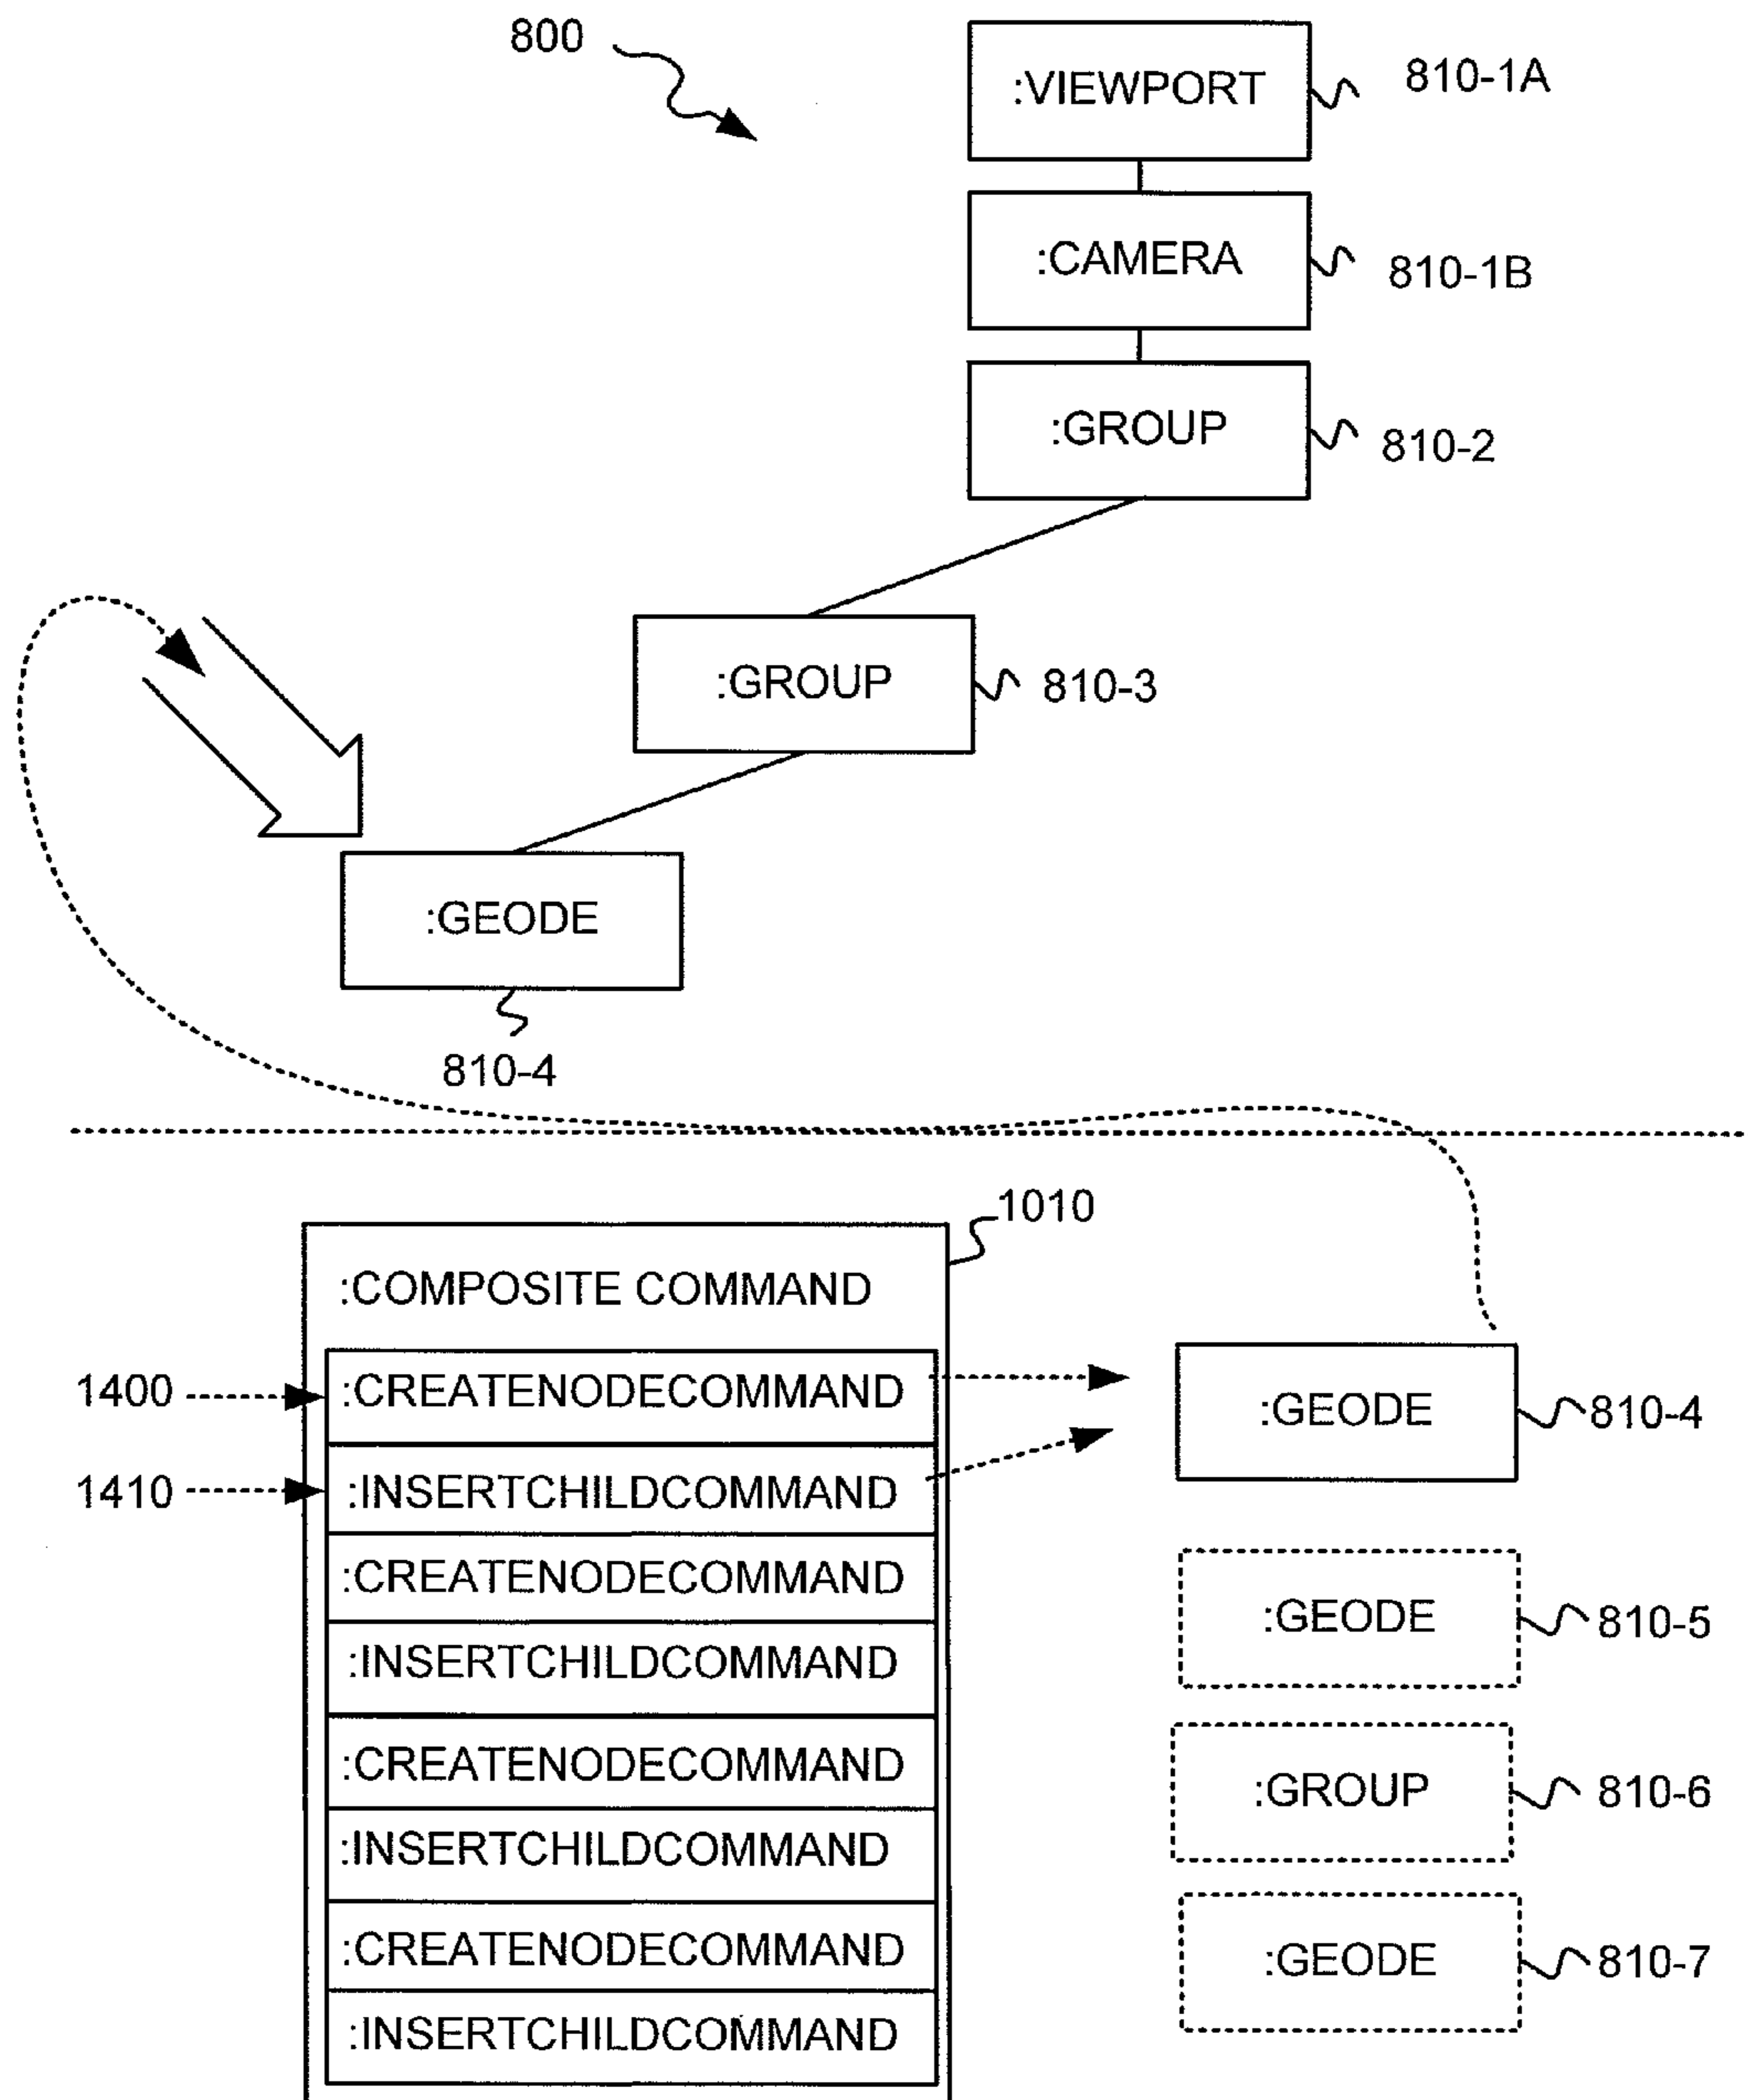 800
:VIEWPORT
810-1A
:CAMERA
810-1B
:GROUP
810-2
:GROUP
810-3
:GEODE
810-4
1010
:COMPOSITE COMMAND
1400
:CREATENODECOMMAND
:GEODE
810-4
1410
:INSERTCHILDCOMMAND
:CREATENODECOMMAND
:GEODE
810-5
:INSERTCHILDCOMMAND
:CREATENODECOMMAND
:GROUP
810-6
:INSERTCHILDCOMMAND
:CREATENODECOMMAND
:GEODE
810-7
:INSERTCHILDCOMMAND